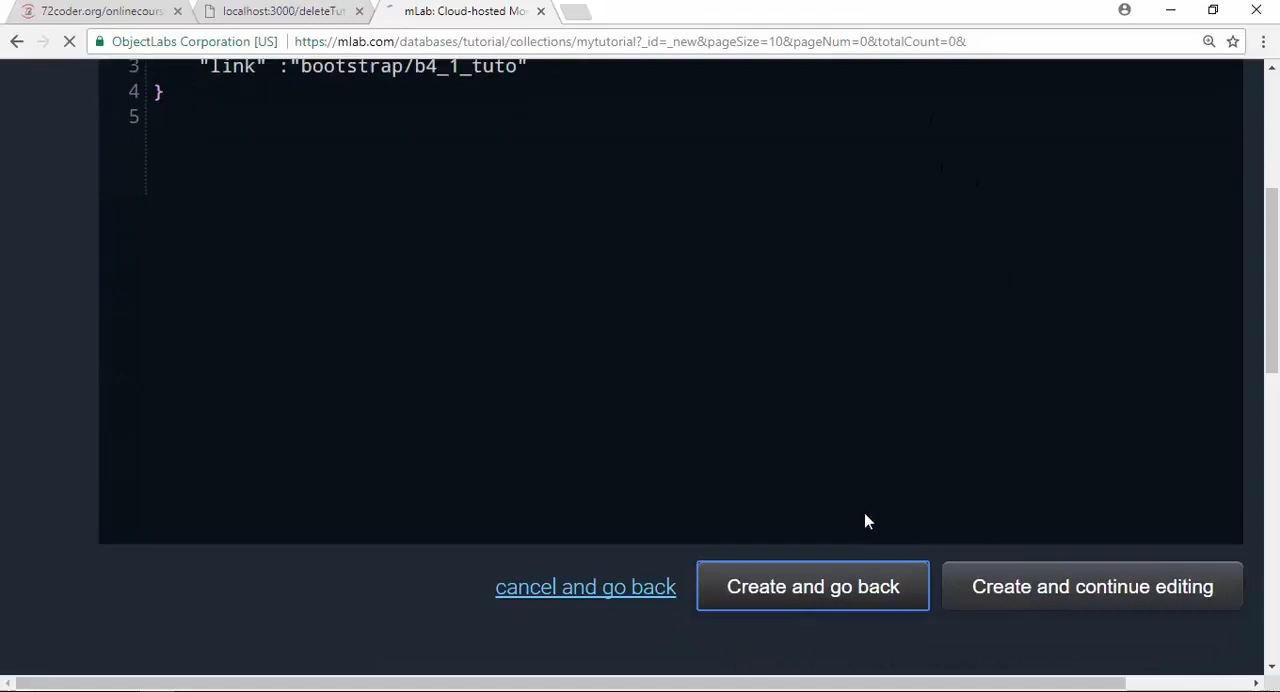 72coder.org/onlinecours
localhost:3000/deleteTut
mLab: Cloud-hosted Mo
ObjectLabs Corporation [US]
https://mlab.com/databases/tutorial/collections/mytutorial?_id=_new&pageSize=10&pageNum=0&totalCount=0&
3 "link" :"bootstrap/b4_1_tuto"
4 }
5
cancel and go back
Create and go back
Create and continue editing